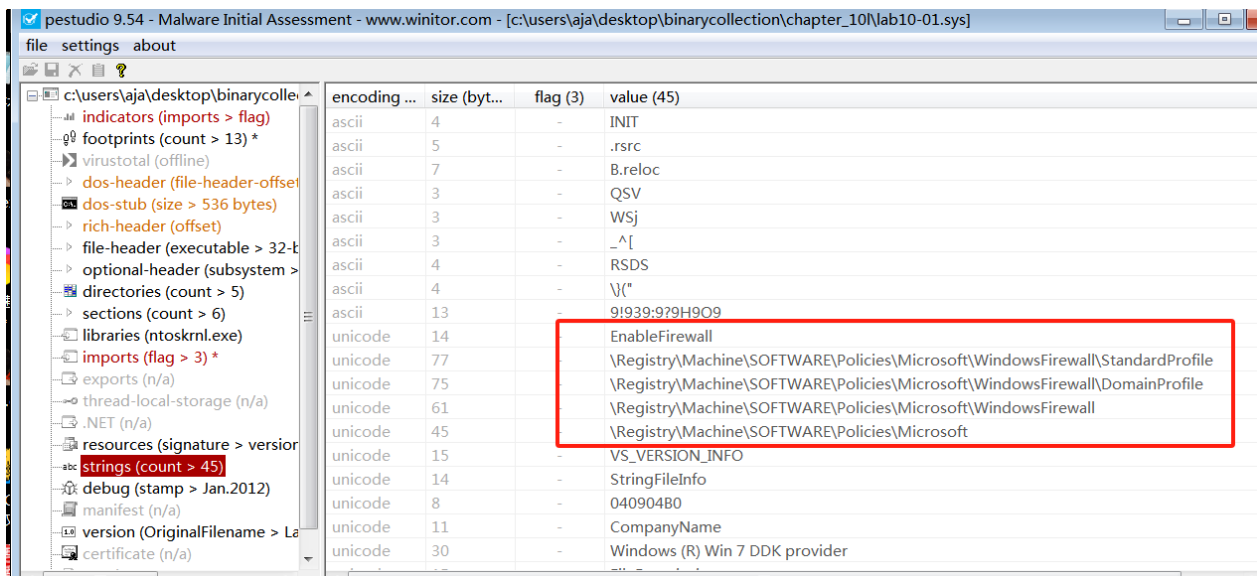 pestudio 9.54 - Malware Initial Assessment - www.winitor.com - [c:\users\aja\desktop\binarycollection\chapter_10l\lab10-01.sys]
file settings about
c:\users\aja\desktop\binarycolle
indicators (imports > flag)
footprints (count > 13) *
virustotal (offline)
dos-header (file-header-offset
dos-stub (size > 536 bytes)
rich-header (offset)
file-header (executable > 32-b
optional-header (subsystem >
directories (count > 5)
sections (count > 6)
libraries (ntoskrnl.exe)
imports (flag > 3) *
exports (n/a)
thread-local-storage (n/a)
.NET (n/a)
resources (signature > version
abc strings (count > 45)
debug (stamp > Jan.2012)
manifest (n/a)
version (OriginalFilename > La
certificate (n/a)
encoding ... size (byt... flag (3) value (45)
ascii 4 - INIT
ascii 5 - .rsrc
ascii 7 - B.reloc
ascii 3 - QSV
ascii 3 - WSj
ascii 3 - _^[
ascii 4 - RSDS
ascii 4 - \}("
ascii 13 - 9!939:9?9H9O9
unicode 14 - EnableFirewall
unicode 77 - \Registry\Machine\SOFTWARE\Policies\Microsoft\WindowsFirewall\StandardProfile
unicode 75 - \Registry\Machine\SOFTWARE\Policies\Microsoft\WindowsFirewall\DomainProfile
unicode 61 - \Registry\Machine\SOFTWARE\Policies\Microsoft\WindowsFirewall
unicode 45 - \Registry\Machine\SOFTWARE\Policies\Microsoft
unicode 15 - VS_VERSION_INFO
unicode 14 - StringFileInfo
unicode 8 - 040904B0
unicode 11 - CompanyName
unicode 30 - Windows (R) Win 7 DDK provider